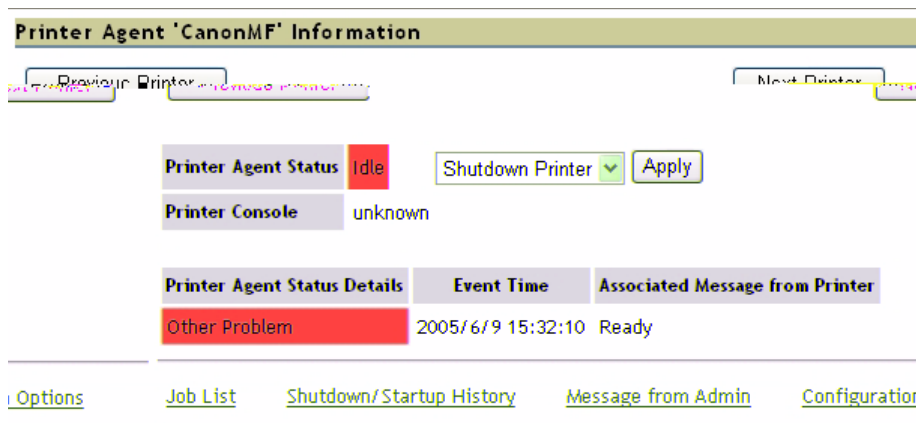 Printer Agent 'CanonMF' Information
Previous Printer
Next Printer
Printer Agent Status Idle Shutdown Printer Apply
Printer Console unknown
Printer Agent Status Details Event Time Associated Message from Printer
Other Problem 2005/6/9 15:32:10 Ready
Options Job List Shutdown/Startup History Message from Admin Configuration